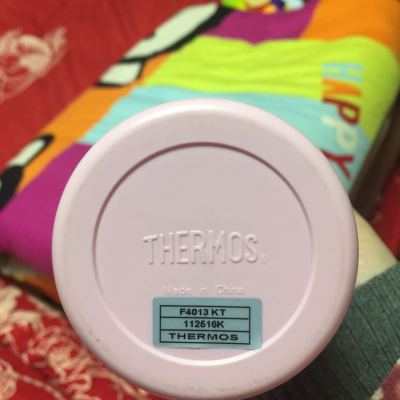 HAPPY
THERMOS®
Made in China
F4013 KT
112516K
THERMOS